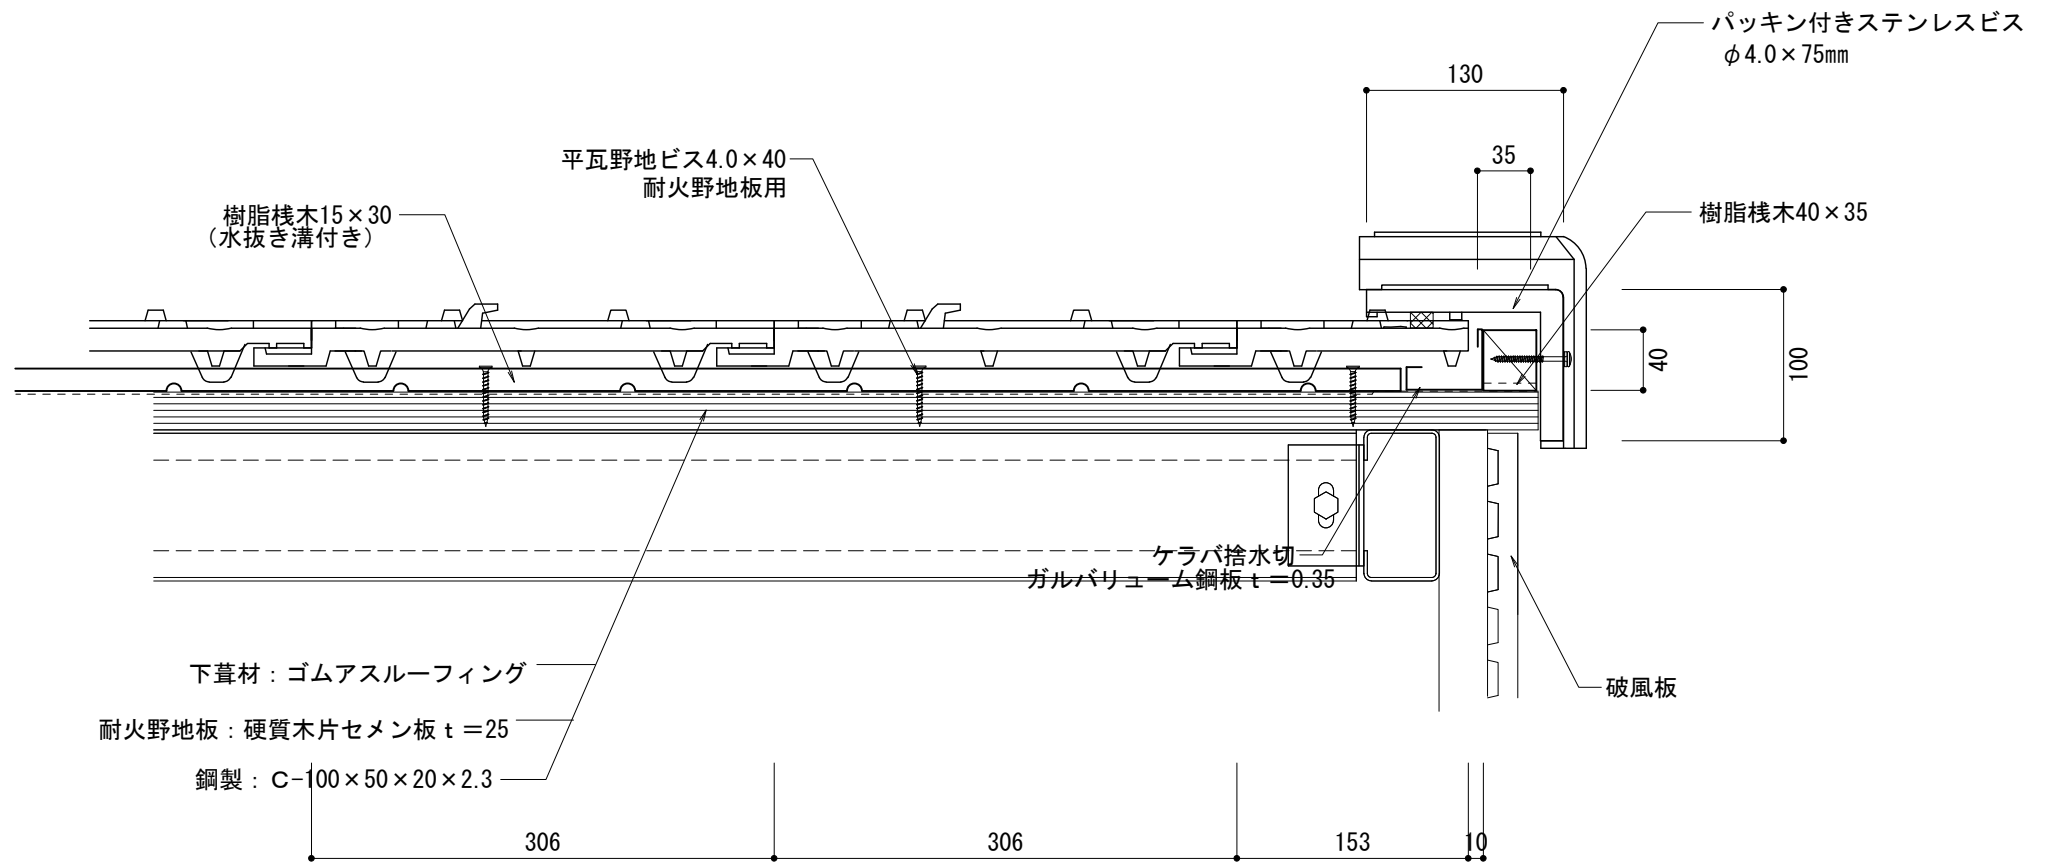 パッキン付きステンレスビス
φ4.0×75㎜
130
平瓦野地ビス4.0×40
耐火野地板用
35
樹脂桟木15×30
（水抜き溝付き）
樹脂桟木40×35
40
100
ケラバ捨水切
ガルバリューム鋼板ｔ＝0.35
下葺材：ゴムアスルーフィング
破風板
耐火野地板：硬質木片セメン板ｔ＝25
鋼製：Ｃ-100×50×20×2.3
306
306
153
10